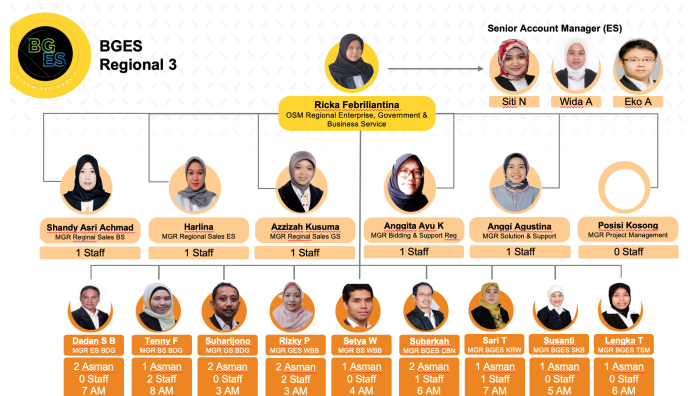 BG
ES
BGES
Regional 3
Senior Account Manager (ES)
Siti N
Wida A
Eko A
Ricka Febriliantina
OSM Regional Enterprise, Government &
Business Service
Shandy Asri Achmad
MGR Reginal Sales BS
1 Staff
Harlina
MGR Regional Sales ES
1 Staff
Azzizah Kusuma
MGR Reginal Sales GS
1 Staff
Anggita Ayu K
MGR Bidding & Support Reg
1 Staff
Anggi Agustina
MGR Solution & Support
1 Staff
Posisi Kosong
MGR Project Management
0 Staff
Dadan S B
MGR ES BDG
2 Asman
0 Staff
7 AM
Tenny F
MGR BS BDG
1 Asman
2 Staff
8 AM
Suharijono
MGR GS BDG
2 Asman
0 Staff
3 AM
Rizky P
MGR GES WBB
2 Asman
2 Staff
3 AM
Setya W
MGR BS WBB
1 Asman
0 Staff
4 AM
Subarkah
MGR BGES CBN
2 Asman
1 Staff
6 AM
Sari T
MGR BGES KRW
1 Asman
1 Staff
7 AM
Susanti
MGR BGES SKB
1 Asman
0 Staff
5 AM
Lengka T
MGR BGES TSM
1 Asman
0 Staff
6 AM